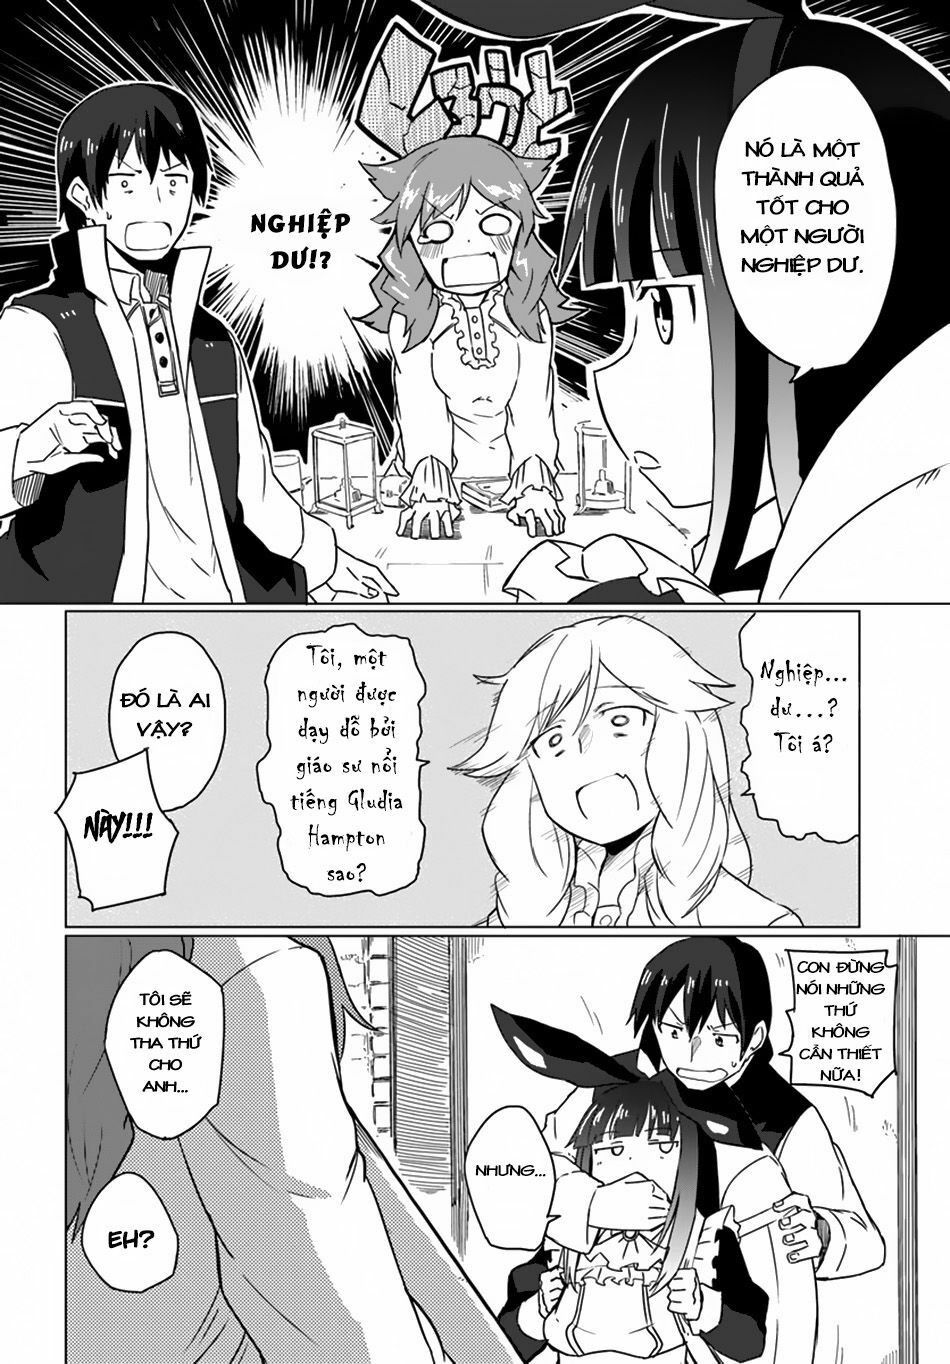 NÓ LÀ MỘT
THÀNH QUẢ
TỐT CHO
MỘT NGƯỜI
NGHIỆP DƯ.
NGHIỆP
DƯ!?
Nghiệp...
dư...?
Tôi á?
Tôi, một
người được
dạy dỗ bởi
giáo sư nổi
tiếng Gludia
Hampton
sao?
ĐÓ LÀ AI
VẬY?
NÀY!!!
CON ĐỪNG
NÓI NHỮNG
THỨ
KHÔNG
CẦN THIẾT
NỮA!
NHƯNG...
TÔI SẼ
KHÔNG
THA THỨ
CHO
ANH...
EH?